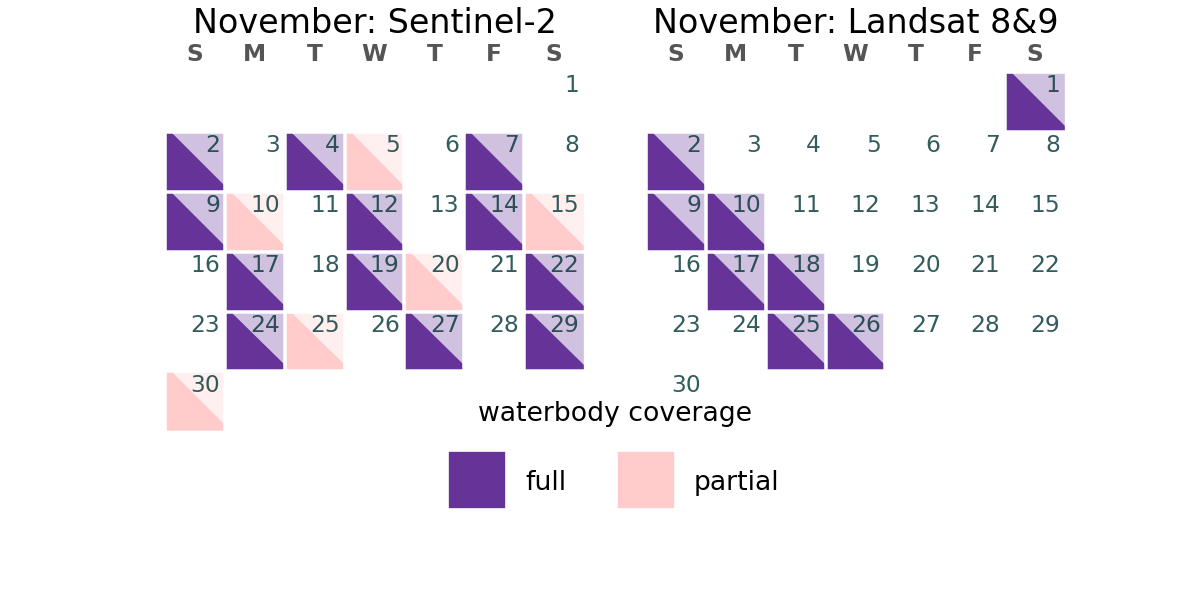 November: Sentinel-2
S M T W T F S
1
2 3 4 5 6 7 8
9 10 11 12 13 14 15
16 17 18 19 20 21 22
23 24 25 26 27 28 29
30
November: Landsat 8&9
S M T W T F S
1
2 3 4 5 6 7 8
9 10 11 12 13 14 15
16 17 18 19 20 21 22
23 24 25 26 27 28 29
30
waterbody coverage
full partial